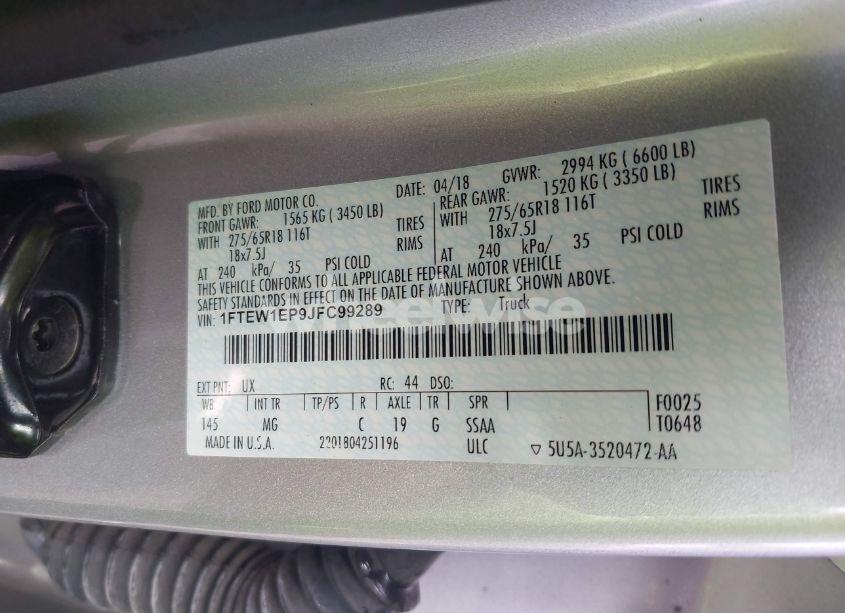 MFD. BY FORD MOTOR CO. DATE: 04/18 GVWR: 2994 KG ( 6600 LB)
FRONT GAWR: 1565 KG ( 3450 LB) REAR GAWR: 1520 KG ( 3350 LB)
WITH 275/65R18 116T TIRES WITH 275/65R18 116T TIRES
18x7.5J RIMS 18x7.5J RIMS
AT 240 kPa/ 35 PSI COLD AT 240 kPa/ 35 PSI COLD
THIS VEHICLE CONFORMS TO ALL APPLICABLE FEDERAL MOTOR VEHICLE
SAFETY STANDARDS IN EFFECT ON THE DATE OF MANUFACTURE SHOWN ABOVE.
VIN: 1FTEW1EP9JFC99289 TYPE: Truck
wheelwise
EXT PNT: UX RC: 44 DSO:
WB INT TR TP/PS R AXLE TR SPR F0025
145 MG C 19 G SSAA T0648
MADE IN U.S.A. 2201804251196 ULC ▽ 5U5A-3520472-AA